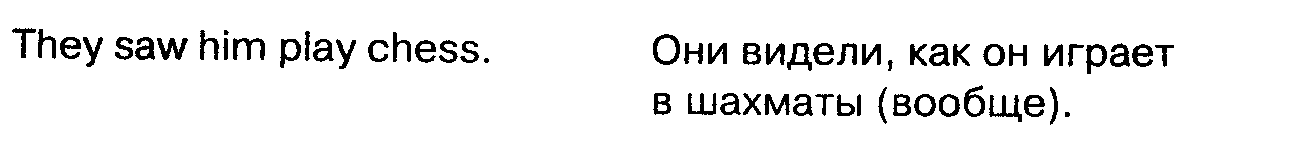 They saw him play chess.
Они видели, как он играет
в шахматы (вообще).